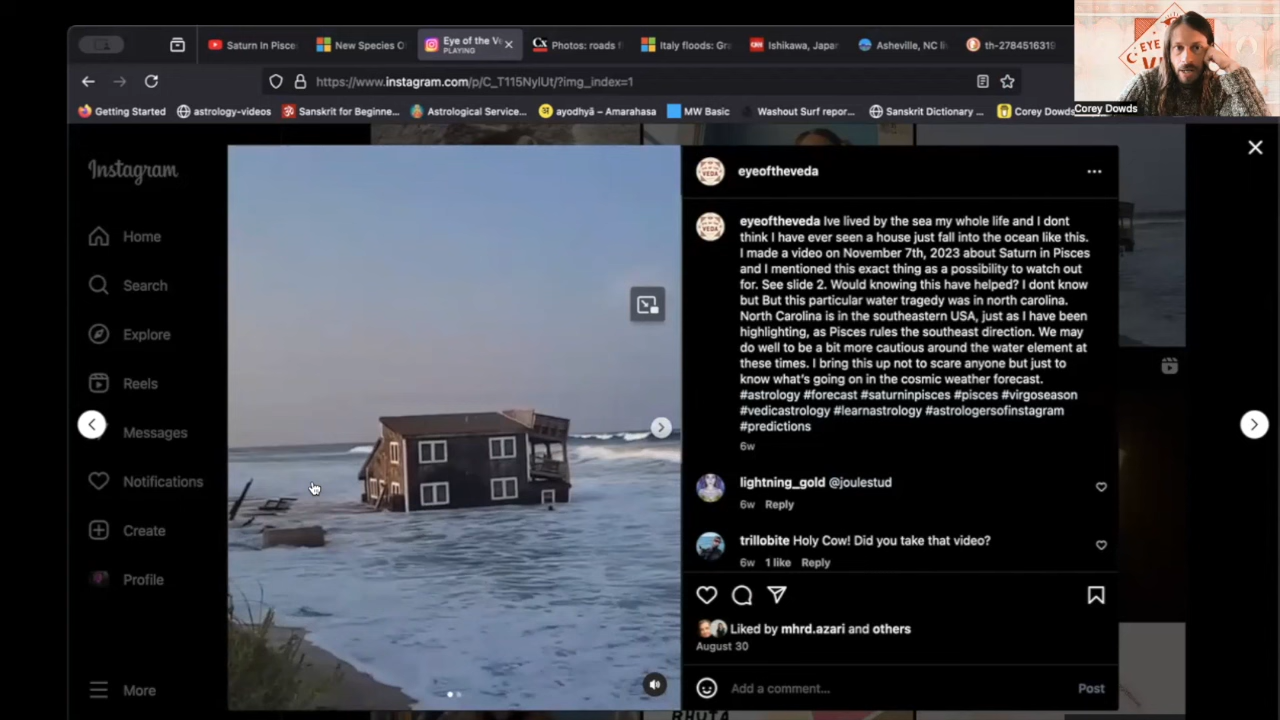 Saturn In Pisce
New Species O
Eye of the Ve
PLAYING
Cx
Photos: roads f
Italy floods: Gr
CNN
Ishikawa, Japa
Asheville, NC li
th-2784516319
https://www.instagram.com/p/C_T115NylUt/?img_index=1
Getting Started
astrology-videos
Sanskrit for Beginne...
Astrological Service...
ayodhyā – Amarahasa
MW Basic
Washout Surf repor...
Sanskrit Dictionary ...
Corey Dowds
EYE
Corey Dowds
Instagram
Home
Search
Explore
Reels
Messages
Notifications
Create
Profile
More
VEDA
eyeoftheveda
VEDA
eyeoftheveda Ive lived by the sea my whole life and I dont
think I have ever seen a house just fall into the ocean like this.
I made a video on November 7th, 2023 about Saturn in Pisces
and I mentioned this exact thing as a possibility to watch out
for. See slide 2. Would knowing this have helped? I dont know
but But this particular water tragedy was in north carolina.
North Carolina is in the southeastern USA, just as I have been
highlighting, as Pisces rules the southeast direction. We may
do well to be a bit more cautious around the water element at
these times. I bring this up not to scare anyone but just to
know what's going on in the cosmic weather forecast.
#astrology #forecast #saturninpisces #pisces #virgoseason
#vedicastrology #learnastrology #astrologersofinstagram
#predictions
6w
lightning_gold @joulestud
6w Reply
trillobite Holy Cow! Did you take that video?
6w 1 like Reply
Liked by mhrd.azari and others
August 30
Add a comment...
Post